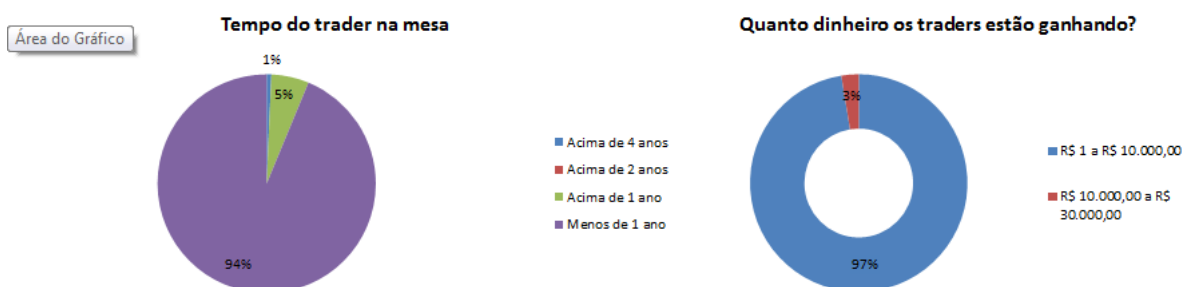 Tempo do trader na mesa
Área do Gráfico
1%
5%
94%
Acima de 4 anos
Acima de 2 anos
Acima de 1 ano
Menos de 1 ano
Quanto dinheiro os traders estão ganhando?
3%
97%
R$ 1 a R$ 10.000,00
R$ 10.000,00 a R$
30.000,00